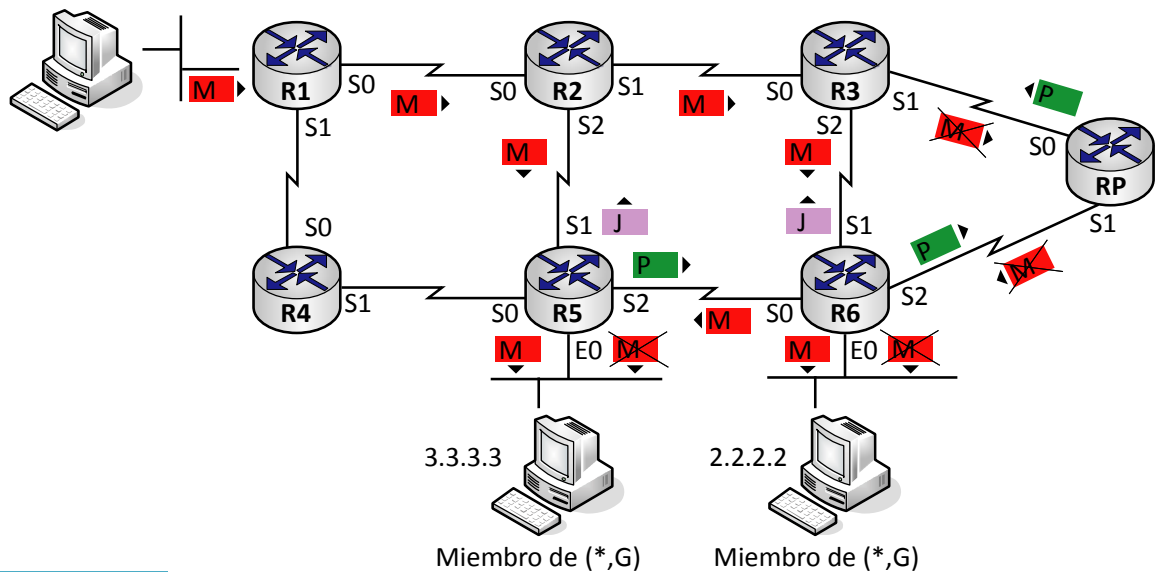 M
R1
S0
M
S0
R2
S1
M
S0
R3
S1
P
M
S0
RP
S1
S1
S2
M
S2
M
S0
S1
J
J
S1
P
M
R4
S1
S0
R5
P
S2
M
S0
R6
S2
M
E0
M
M
E0
M
3.3.3.3
2.2.2.2
Miembro de (*,G)
Miembro de (*,G)